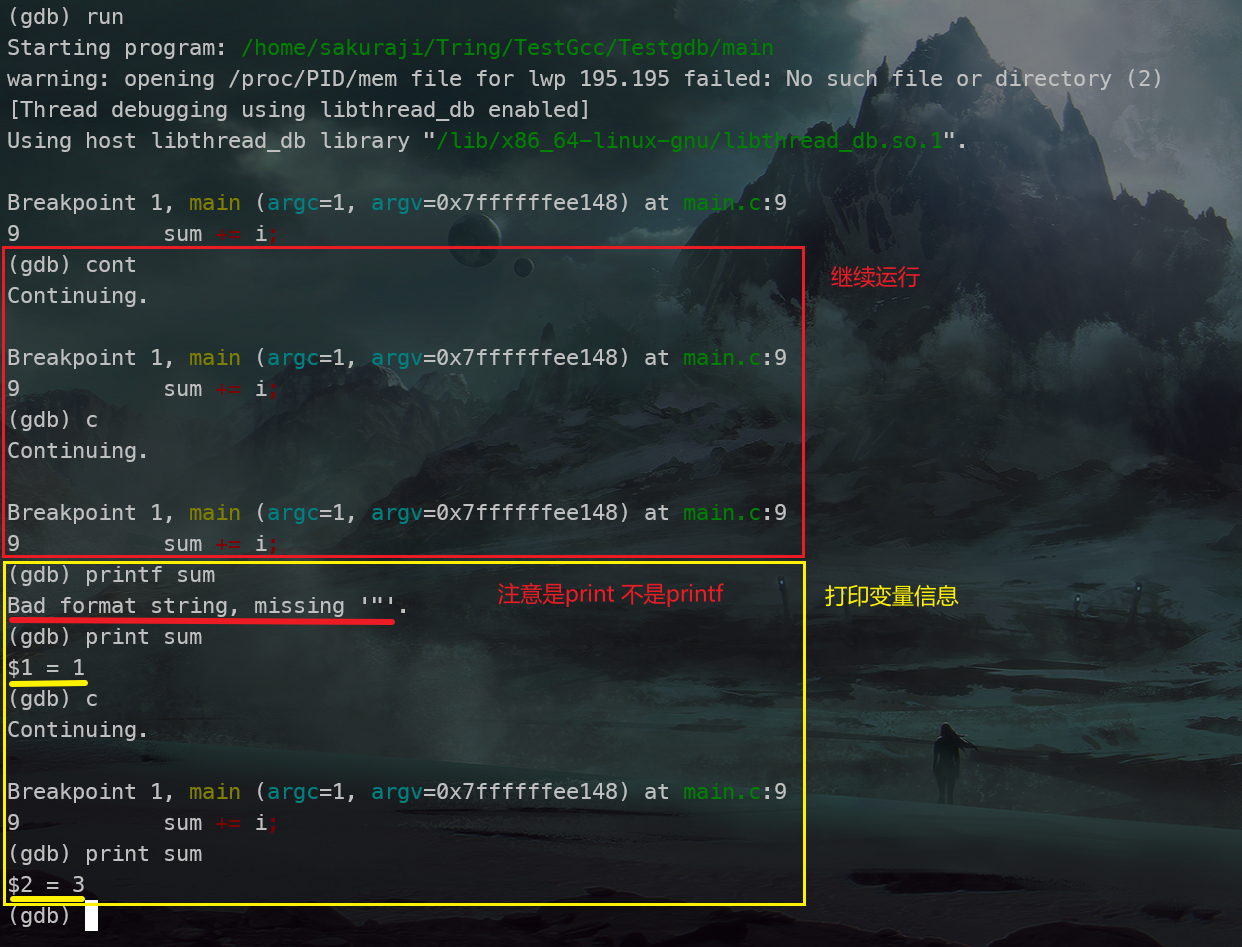 (gdb) run
Starting program: /home/sakuraji/Tring/TestGcc/Testgdb/main
warning: opening /proc/PID/mem file for lwp 195.195 failed: No such file or directory (2)
[Thread debugging using libthread_db enabled]
Using host libthread_db library "/lib/x86_64-linux-gnu/libthread_db.so.1".
Breakpoint 1, main (argc=1, argv=0x7ffffffee148) at main.c:9
9           sum += i;
(gdb) cont
继续运行
Continuing.
Breakpoint 1, main (argc=1, argv=0x7ffffffee148) at main.c:9
9           sum += i;
(gdb) c
Continuing.
Breakpoint 1, main (argc=1, argv=0x7ffffffee148) at main.c:9
9           sum += i;
(gdb) printf sum
Bad format string, missing '"'.
注意是print 不是printf
打印变量信息
(gdb) print sum
$1 = 1
(gdb) c
Continuing.
Breakpoint 1, main (argc=1, argv=0x7ffffffee148) at main.c:9
9           sum += i;
(gdb) print sum
$2 = 3
(gdb)